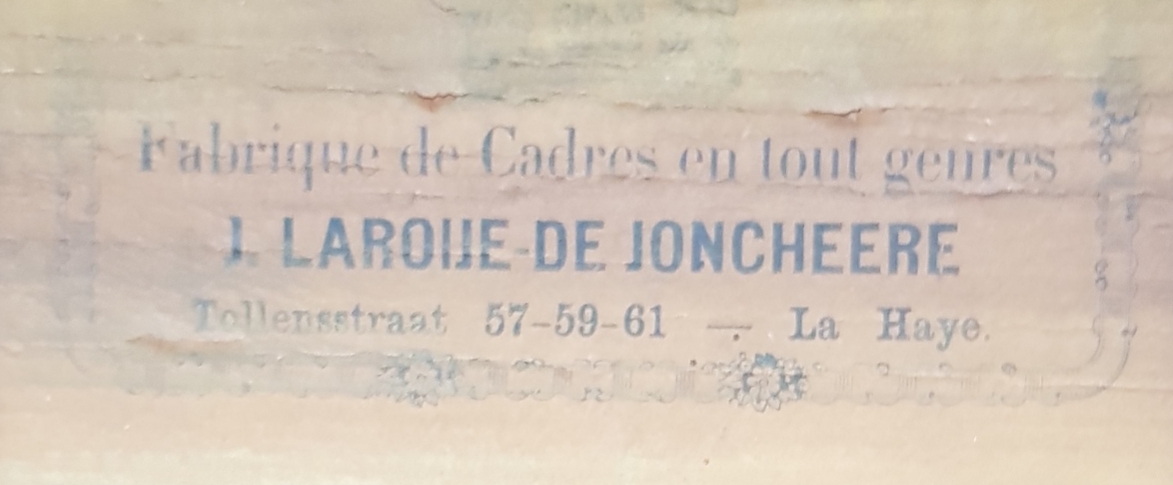 Fabrique de Cadres en tout genres
J. LAROIJE-DE JONCHEERE
Tollensstraat 57-59-61 — La Haye.